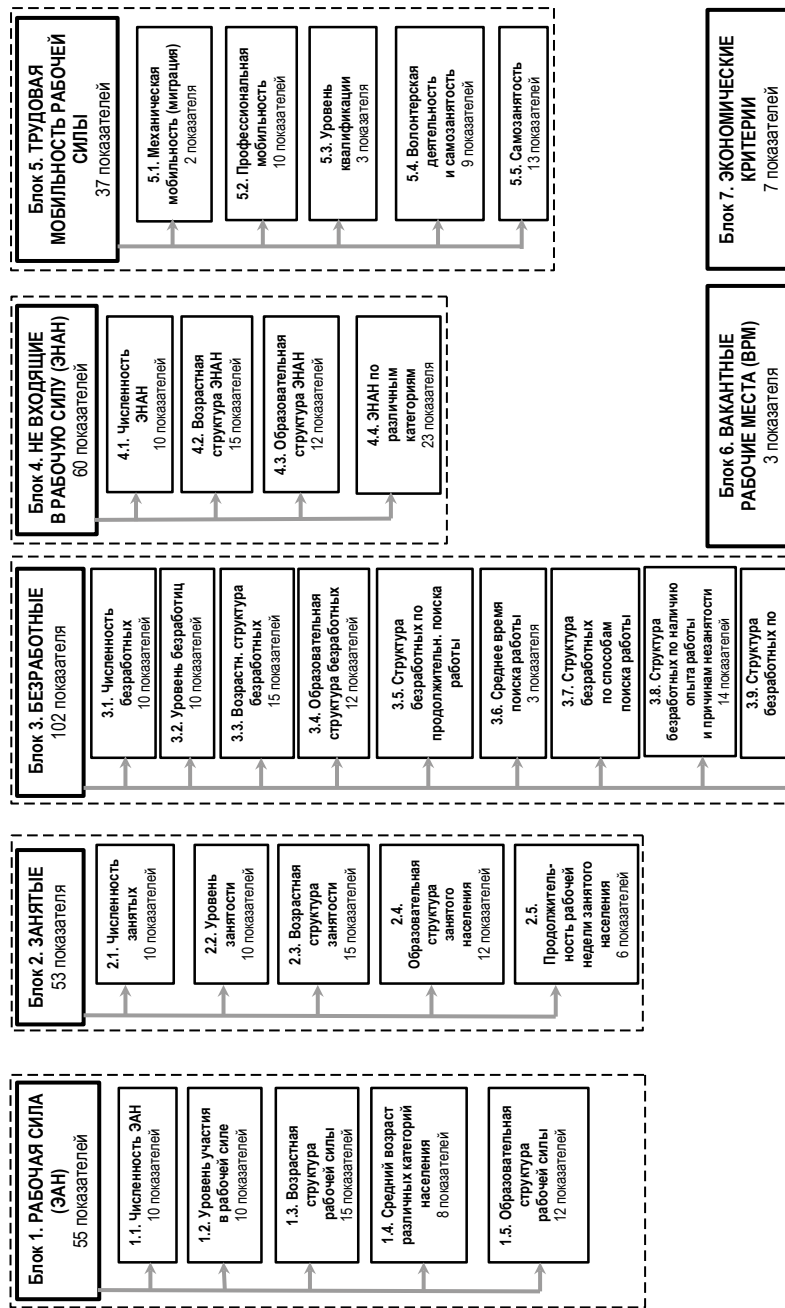 Блок 1. РАБОЧАЯ СИЛА
(ЭАН)
55 показателей
1.1. Численность ЭАН
10 показателей
1.2. Уровень участия
в рабочей силе
10 показателей
1.3. Возрастная
структура
рабочей силы
15 показателей
1.4. Средний возраст
различных категорий
населения
8 показателей
1.5. Образовательная
структура
рабочей силы
12 показателей
Блок 2. ЗАНЯТЫЕ
53 показателя
2.1. Численность
занятых
10 показателей
2.2. Уровень
занятости
10 показателей
2.3. Возрастная
структура
занятости
15 показателей
2.4.
Образовательная
структура
занятого
населения
12 показателей
2.5.
Продолжитель-
ность рабочей
недели занятого
населения
6 показателей
Блок 3. БЕЗРАБОТНЫЕ
102 показателя
3.1. Численность
безработных
10 показателей
3.2. Уровень безработиц
10 показателей
3.3. Возрастн. структура
безработных
15 показателей
3.4. Образовательная
структура безработных
12 показателей
3.5. Структура
безработных по
продолжительн. поиска
работы
3.6. Среднее время
поиска работы
3 показателя
3.7. Структура
безработных
по способам
поиска работы
3.8. Структура
безработных по наличию
опыта работы
и причинам незанятости
14 показателей
3.9. Структура
безработных по
Блок 4. НЕ ВХОДЯЩИЕ
В РАБОЧУЮ СИЛУ (ЭНАН)
60 показателей
4.1. Численность
ЭНАН
10 показателей
4.2. Возрастная
структура ЭНАН
15 показателей
4.3. Образовательная
структура ЭНАН
12 показателей
4.4. ЭНАН по
различным
категориям
23 показателя
Блок 5. ТРУДОВАЯ
МОБИЛЬНОСТЬ РАБОЧЕЙ
СИЛЫ
37 показателей
5.1. Механическая
мобильность (миграция)
2 показателя
5.2. Профессиональная
мобильность
10 показателей
5.3. Уровень
квалификации
3 показателя
5.4. Волонтерская
деятельность
и самозанятость
9 показателей
5.5. Самозанятость
13 показателей
Блок 6. ВАКАНТНЫЕ
РАБОЧИЕ МЕСТА (ВРМ)
3 показателя
Блок 7. ЭКОНОМИЧЕСКИЕ
КРИТЕРИИ
7 показателей